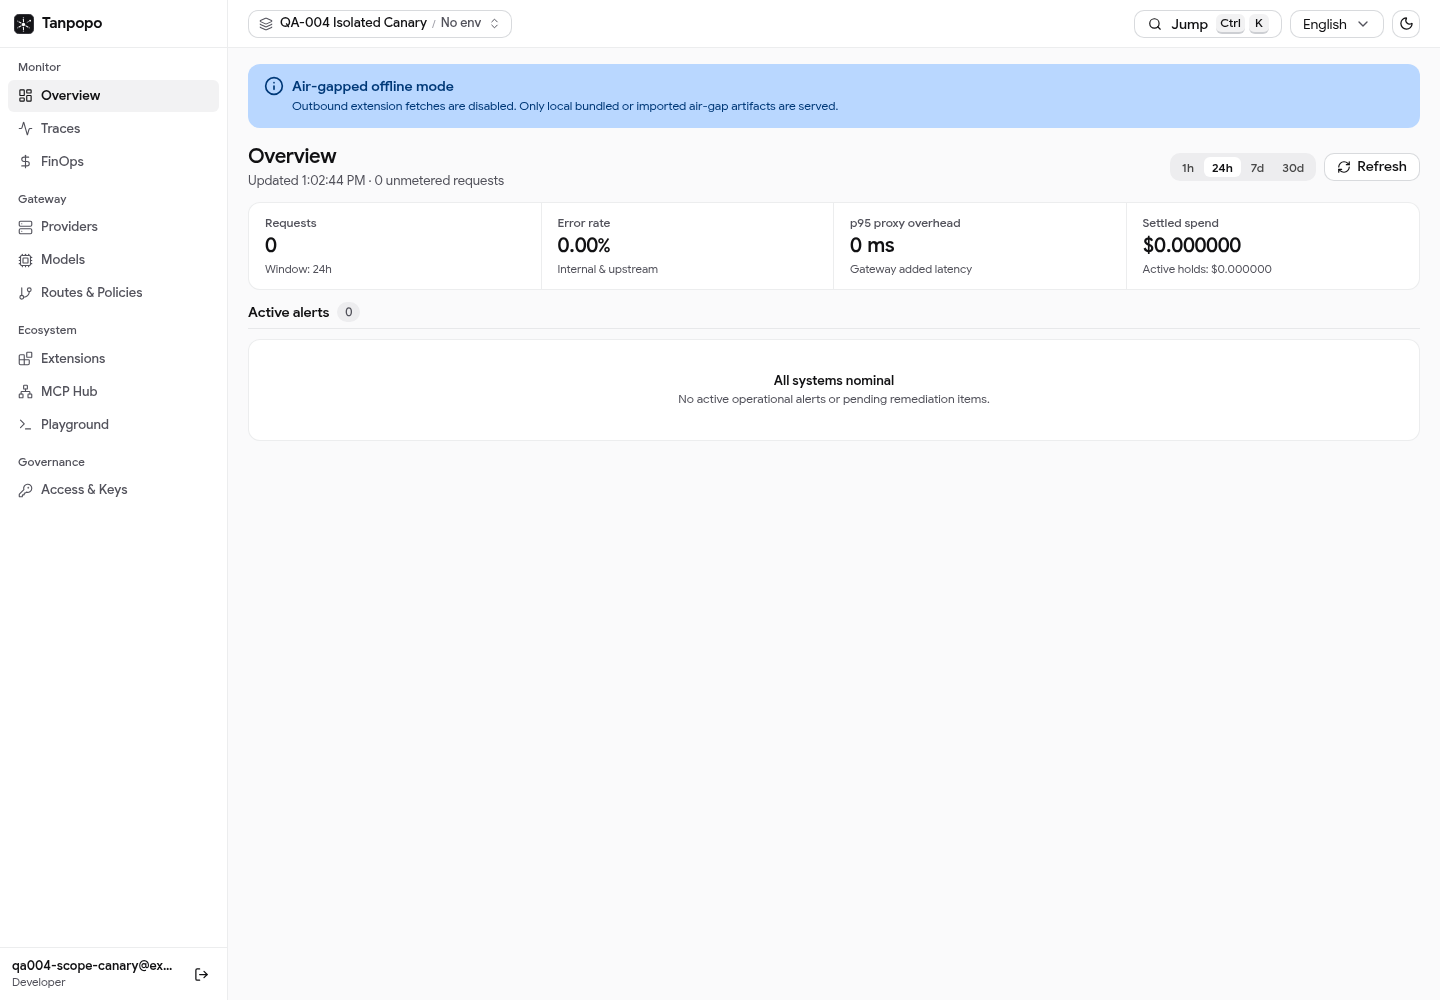 Tanpopo
QA-004 Isolated Canary / No env
Jump Ctrl K
English
Monitor
Overview
Traces
FinOps
Gateway
Providers
Models
Routes & Policies
Ecosystem
Extensions
MCP Hub
Playground
Governance
Access & Keys
qa004-scope-canary@ex...
Developer
Air-gapped offline mode
Outbound extension fetches are disabled. Only local bundled or imported air-gap artifacts are served.
Overview
Updated 1:02:44 PM · 0 unmetered requests
1h 24h 7d 30d
Refresh
Requests
0
Window: 24h
Error rate
0.00%
Internal & upstream
p95 proxy overhead
0 ms
Gateway added latency
Settled spend
$0.000000
Active holds: $0.000000
Active alerts 0
All systems nominal
No active operational alerts or pending remediation items.